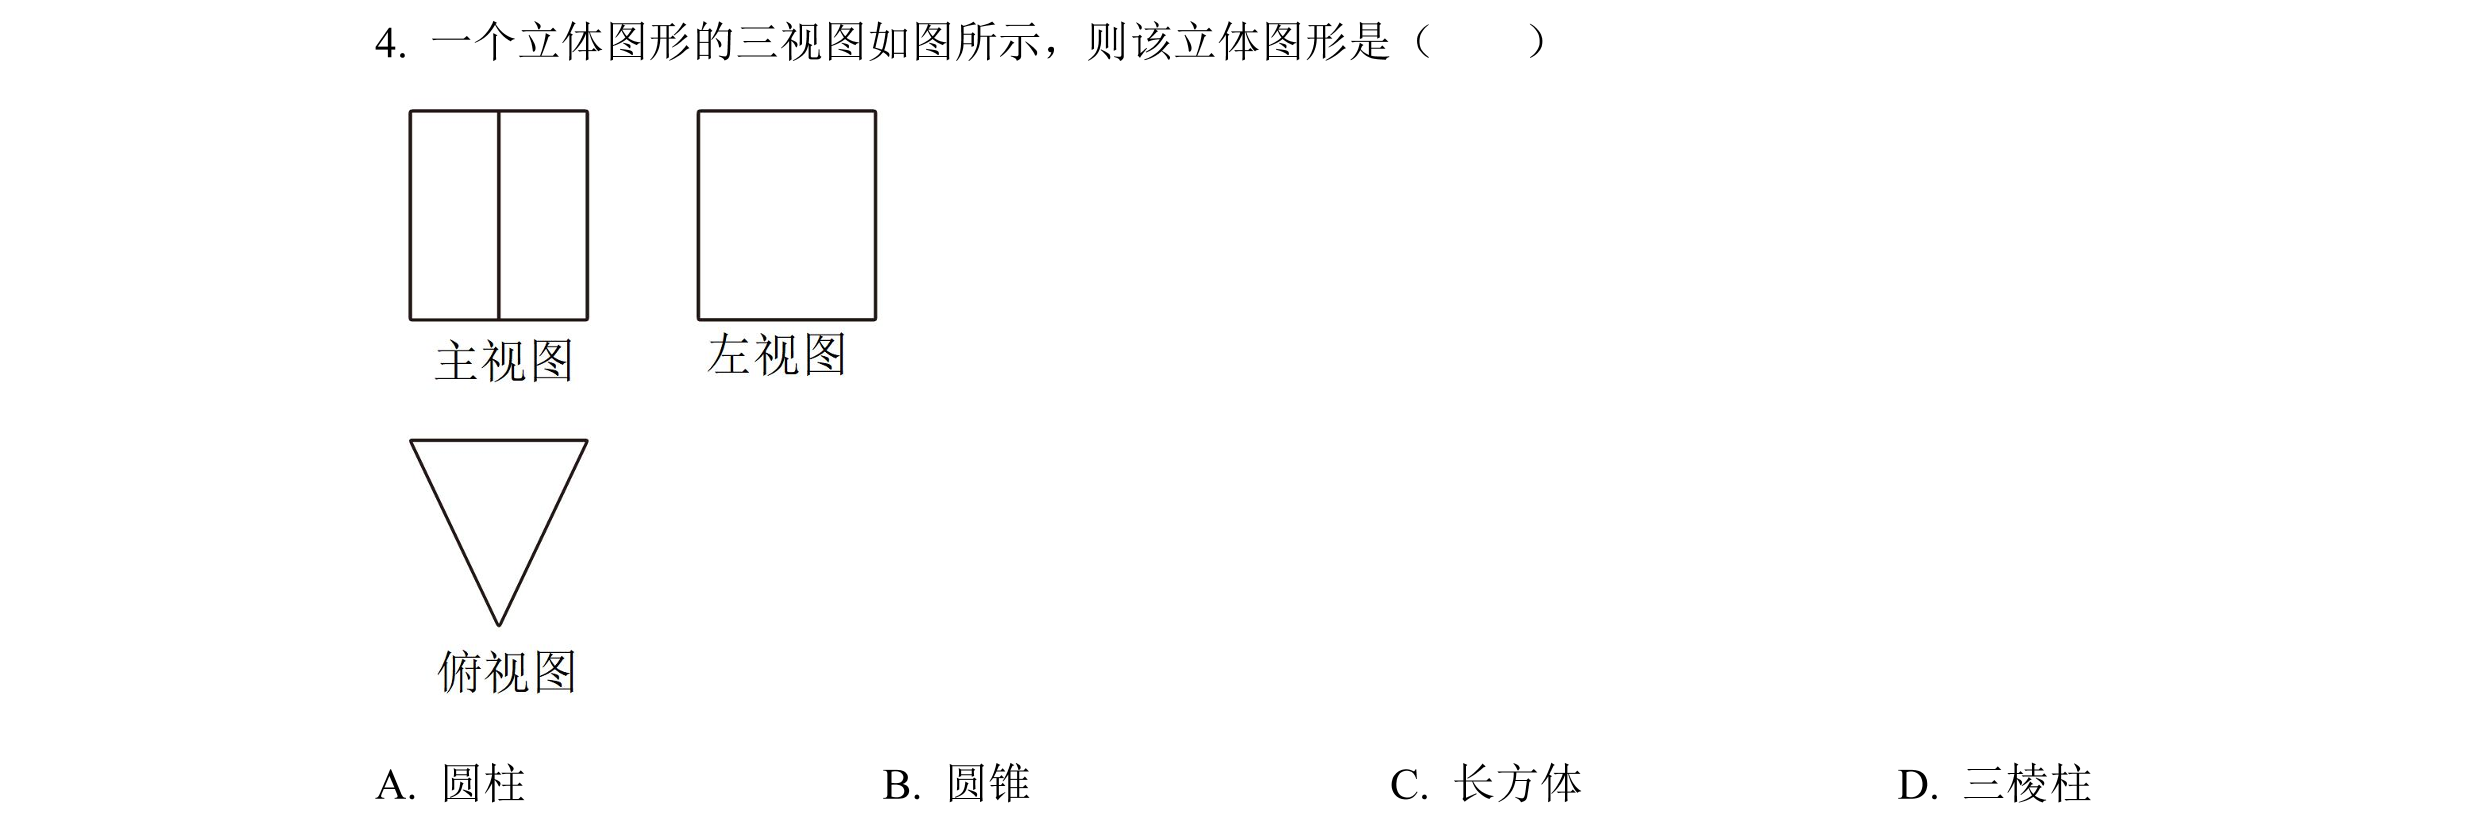 4. 一个立体图形的三视图如图所示，则该立体图形是（　　）
主视图 左视图
俯视图
A. 圆柱 B. 圆锥 C. 长方体 D. 三棱柱